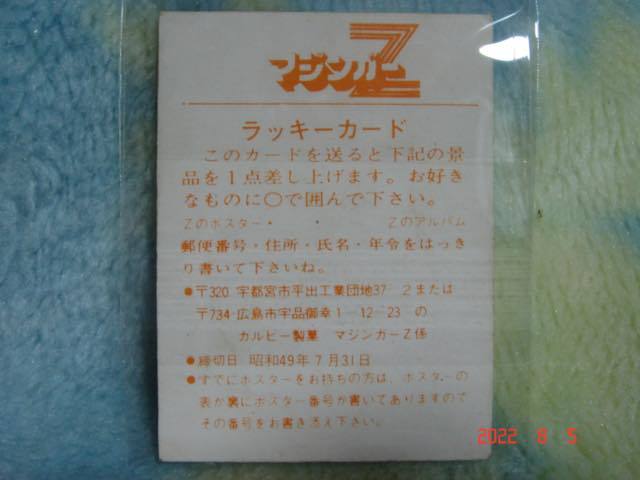 マジンガーZ
ラッキーカード
このカードを送ると下記の景
品を1点差し上げます。お好き
なものに○で囲んで下さい。
Zのポスター・ ・ Zのアルバム
郵便番号・住所・氏名・年令をはっき
り書いて下さいね。
●〒320 宇都宮市平出工業団地37-2または
〒734 広島市宇品御幸1-12-23 の
カルビー製菓 マジンガーZ係
●締切日 昭和49年7月31日
●すでにポスターをお持ちの方は、ポスターの
表か裏にポスター番号が書いてありますので
その番号をお書き添え下さい。
2022 8 5